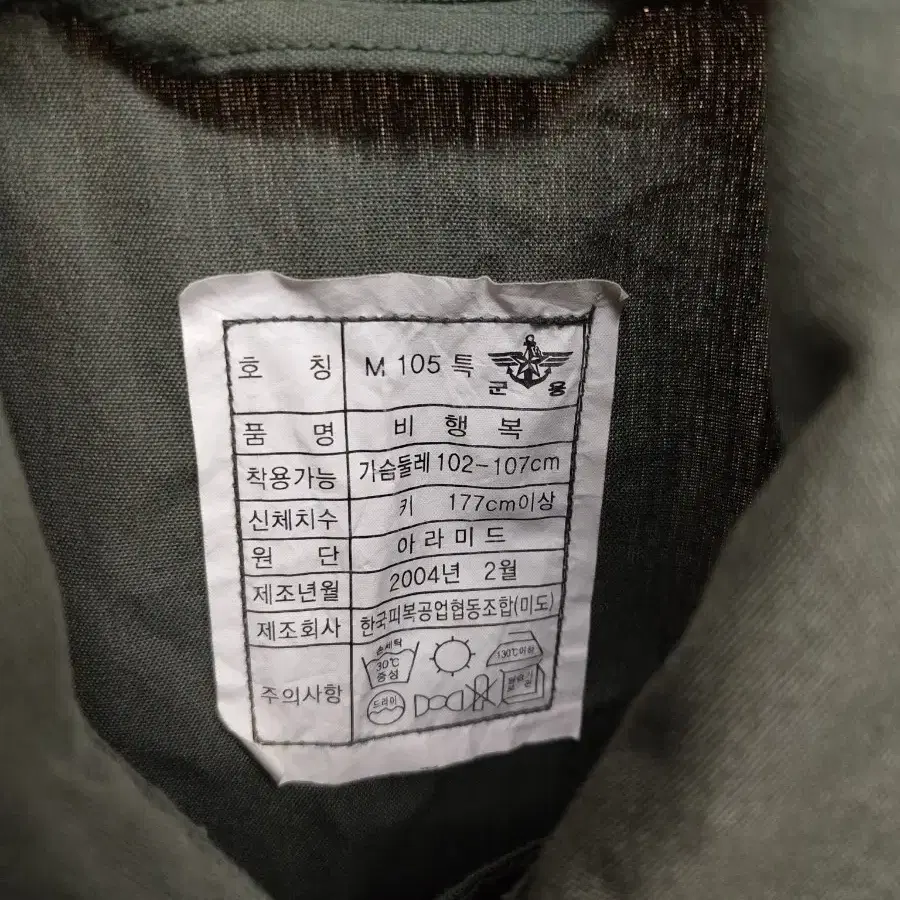 호 칭 M 105 특 군 용
품 명 비 행 복
착용가능 가슴둘레 102-107cm
신체치수 키 177cm이상
원 단 아라미드
제조년월 2004년 2월
제조회사 한국피복공업협동조합(미도)
주의사항
손세탁
30℃
중성
130℃이하
드라이